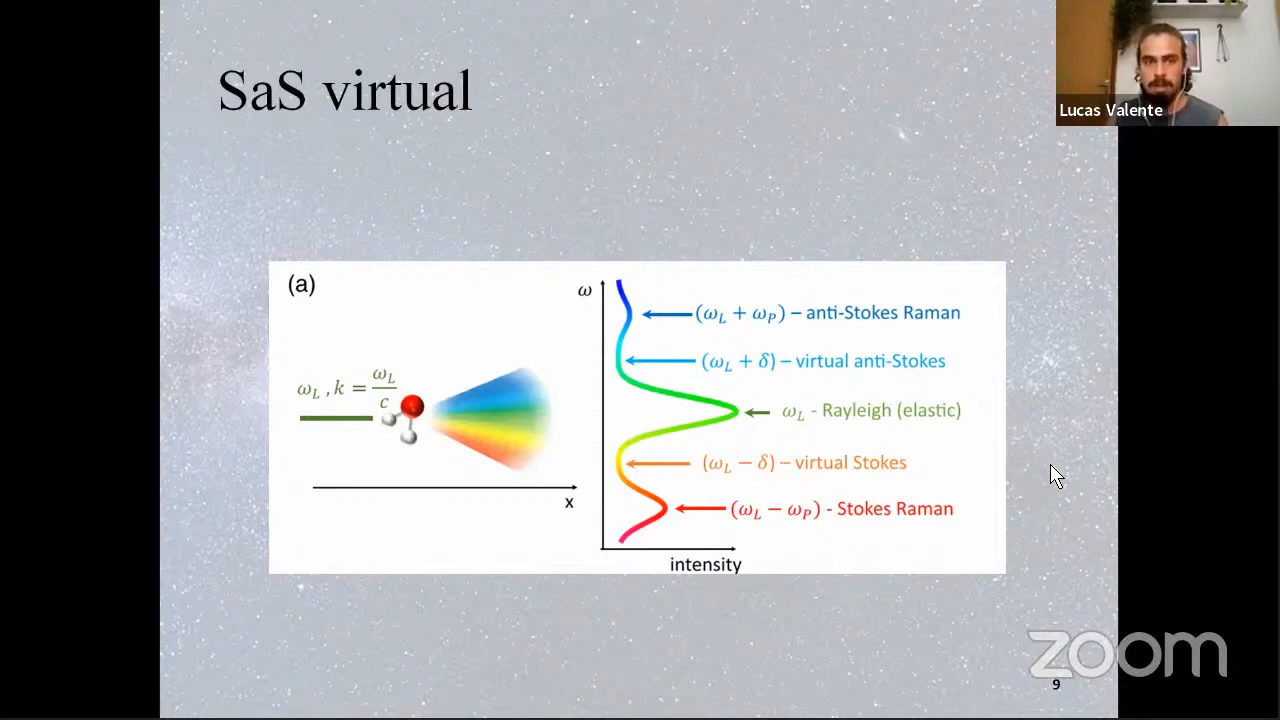 SaS virtual
Lucas Valente
(a)
ω
(ω_L + ω_P) – anti-Stokes Raman
(ω_L + δ) – virtual anti-Stokes
ω_L , k = ω_L/c
ω_L - Rayleigh (elastic)
(ω_L − δ) – virtual Stokes
(ω_L − ω_P) - Stokes Raman
x
intensity
zoom
9